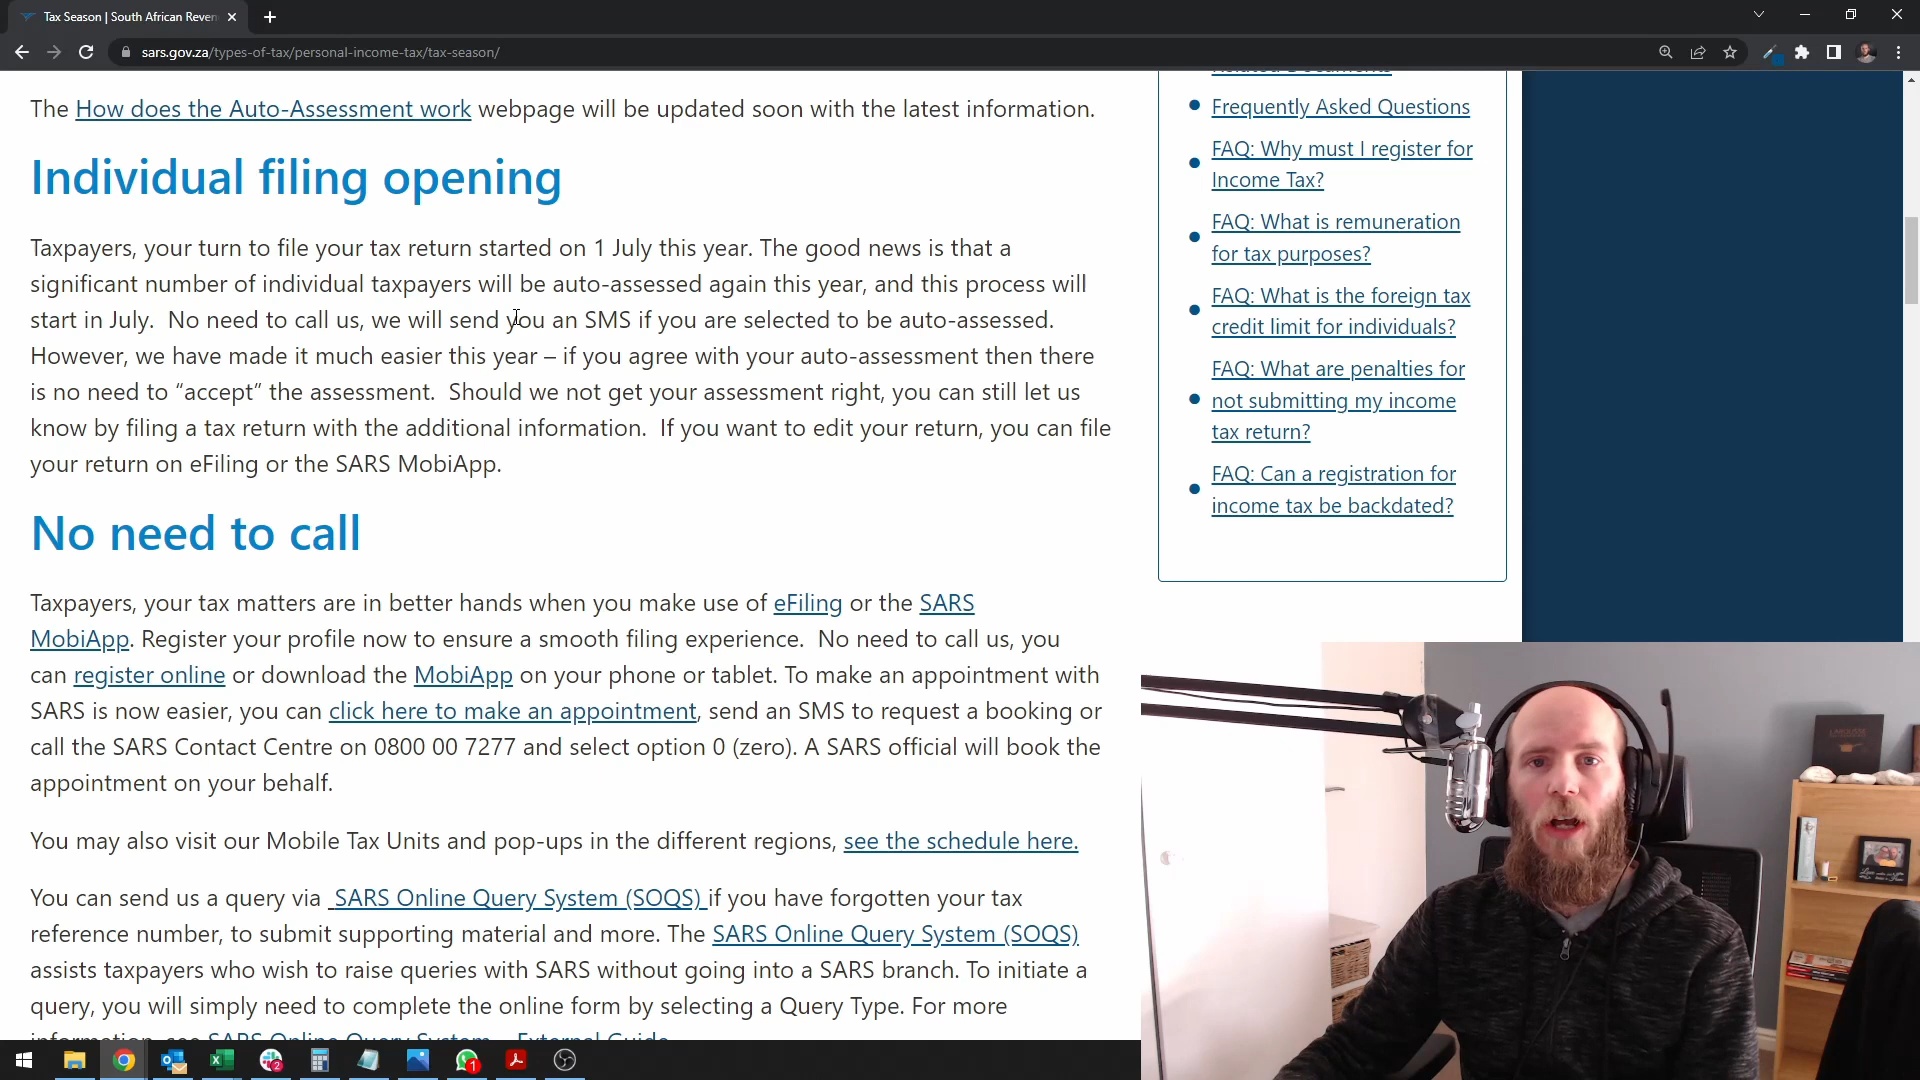 Tax Season | South African Reven
sars.gov.za/types-of-tax/personal-income-tax/tax-season/
The How does the Auto-Assessment work webpage will be updated soon with the latest information.
Individual filing opening
Taxpayers, your turn to file your tax return started on 1 July this year. The good news is that a
significant number of individual taxpayers will be auto-assessed again this year, and this process will
start in July.  No need to call us, we will send you an SMS if you are selected to be auto-assessed.
However, we have made it much easier this year – if you agree with your auto-assessment then there
is no need to “accept” the assessment.  Should we not get your assessment right, you can still let us
know by filing a tax return with the additional information.  If you want to edit your return, you can file
your return on eFiling or the SARS MobiApp.
No need to call
Taxpayers, your tax matters are in better hands when you make use of eFiling or the SARS
MobiApp. Register your profile now to ensure a smooth filing experience.  No need to call us, you
can register online or download the MobiApp on your phone or tablet. To make an appointment with
SARS is now easier, you can click here to make an appointment, send an SMS to request a booking or
call the SARS Contact Centre on 0800 00 7277 and select option 0 (zero). A SARS official will book the
appointment on your behalf.
You may also visit our Mobile Tax Units and pop-ups in the different regions, see the schedule here.
You can send us a query via  SARS Online Query System (SOQS) if you have forgotten your tax
reference number, to submit supporting material and more. The SARS Online Query System (SOQS)
assists taxpayers who wish to raise queries with SARS without going into a SARS branch. To initiate a
query, you will simply need to complete the online form by selecting a Query Type. For more
information, see SARS Online Query System – External Guide
Related Documents
Frequently Asked Questions
FAQ: Why must I register for
Income Tax?
FAQ: What is remuneration
for tax purposes?
FAQ: What is the foreign tax
credit limit for individuals?
FAQ: What are penalties for
not submitting my income
tax return?
FAQ: Can a registration for
income tax be backdated?
2
1